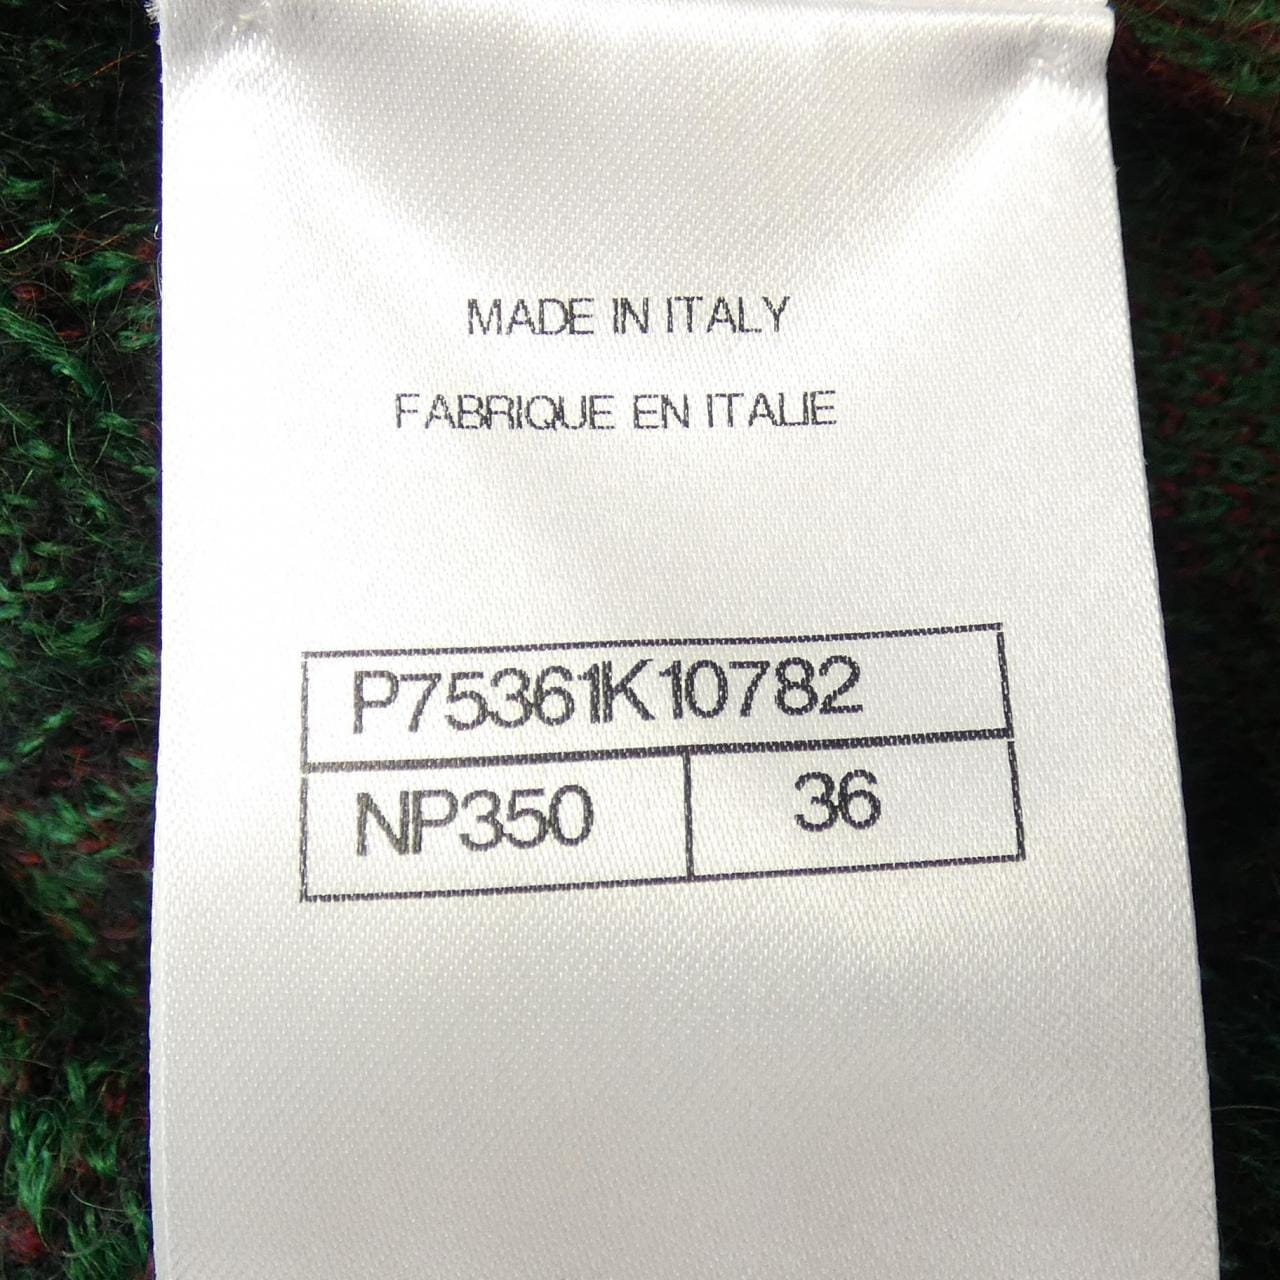 MADE IN ITALY
FABRIQUE EN ITALIE
P75361K10782
NP350 36